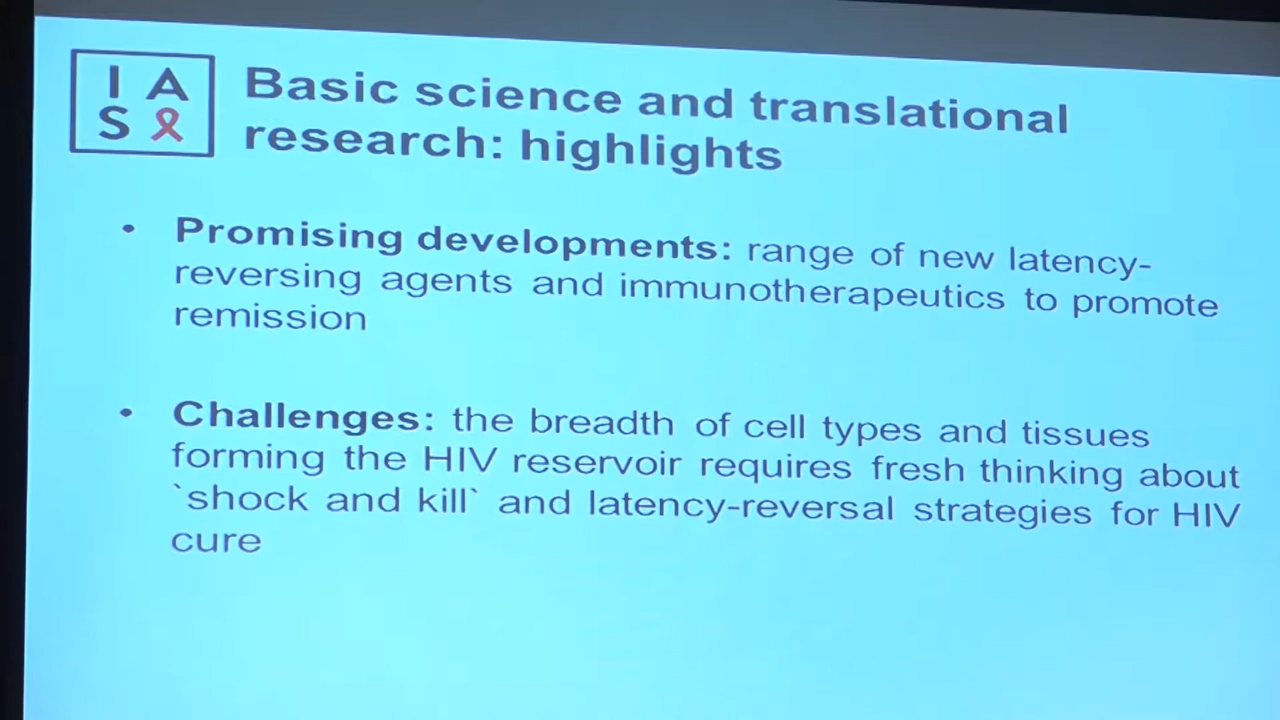 I A
S
Basic science and translational
research: highlights
• Promising developments: range of new latency-
reversing agents and immunotherapeutics to promote
remission
• Challenges: the breadth of cell types and tissues
forming the HIV reservoir requires fresh thinking about
`shock and kill` and latency-reversal strategies for HIV
cure